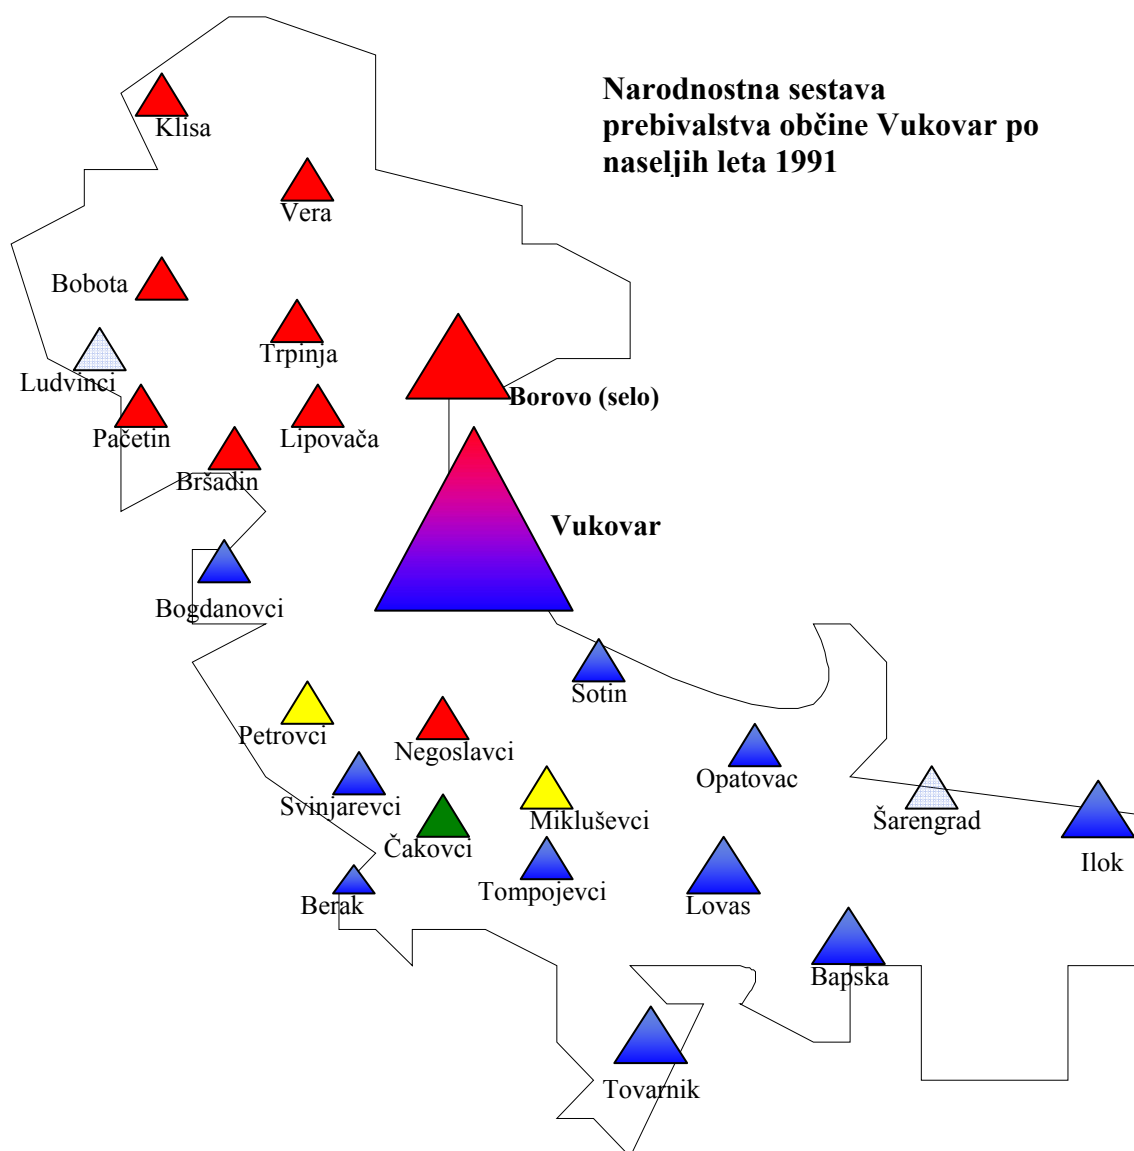 Narodnostna sestava
prebivalstva občine Vukovar po
naseljih leta 1991
Klisa
Vera
Bobota
Trpinja
Ludvinci
Borovo (selo)
Pačetin
Lipovača
Bršadin
Vukovar
Bogdanovci
Sotin
Petrovci
Negoslavci
Opatovac
Svinjarevci
Mikluševci
Šarengrad
Čakovci
Ilok
Tompojevci
Berak
Lovas
Bapska
Tovarnik